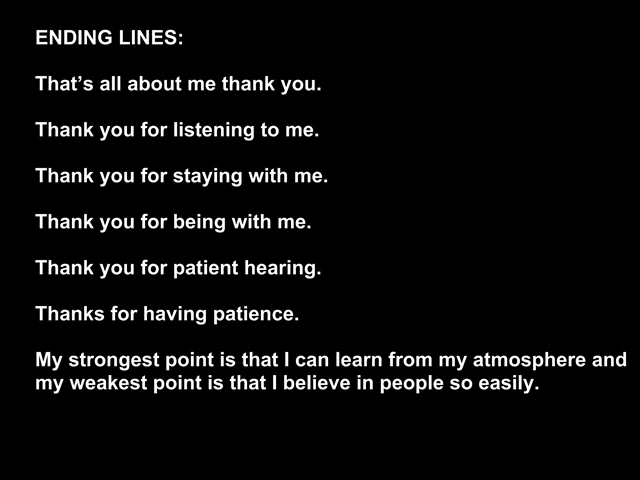 ENDING LINES:
That’s all about me thank you.
Thank you for listening to me.
Thank you for staying with me.
Thank you for being with me.
Thank you for patient hearing.
Thanks for having patience.
My strongest point is that I can learn from my atmosphere and
my weakest point is that I believe in people so easily.